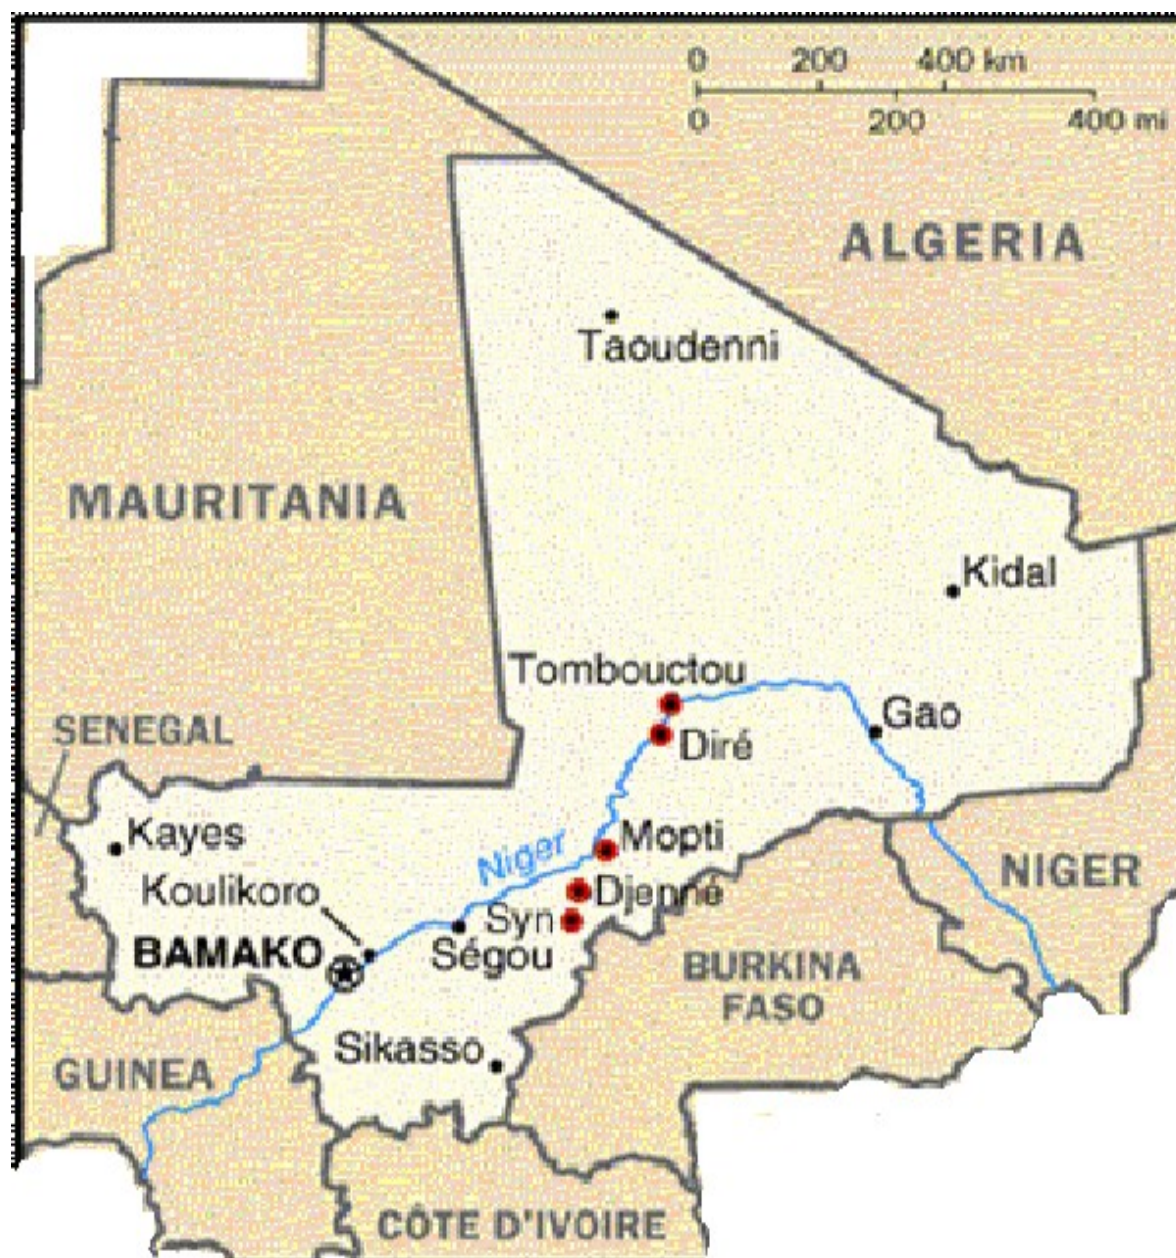 0 200 400 km
0 200 400 mi
ALGERIA
Taoudenni
MAURITANIA
Kidal
Tombouctou
SENEGAL
Gao
Diré
Kayes
Niger
Mopti
NIGER
Koulikoro
Djenné
Syn
BAMAKO
Ségou
BURKINA
FASO
Sikasso
GUINEA
CÔTE D'IVOIRE